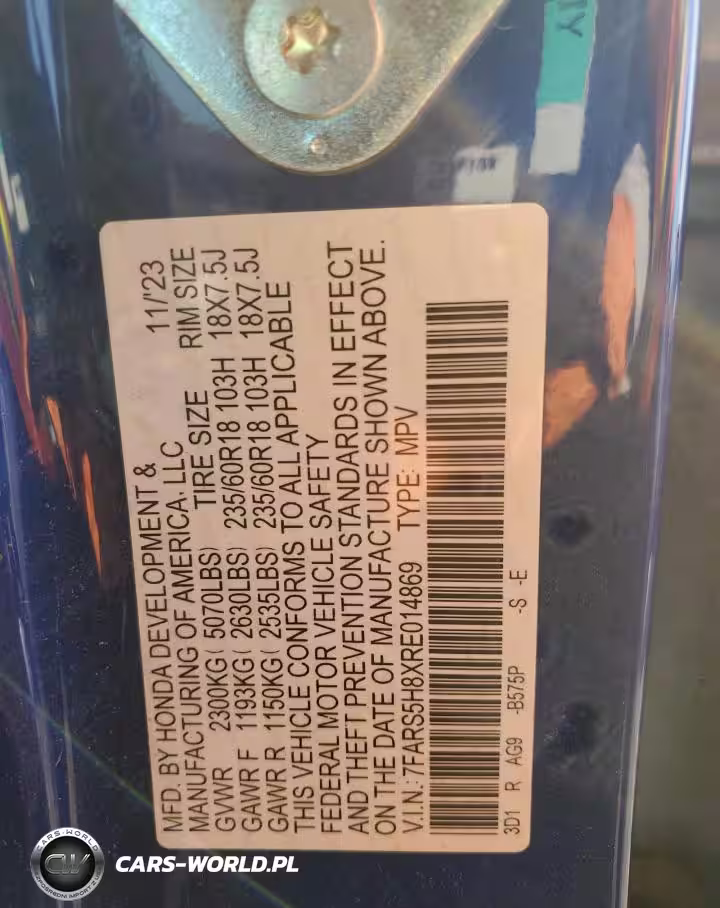 MFD. BY HONDA DEVELOPMENT & 11/'23
MANUFACTURING OF AMERICA, LLC
GVWR 2300KG( 5070LBS) TIRE SIZE RIM SIZE
GAWR F 1193KG( 2630LBS) 235/60R18 103H 18X7.5J
GAWR R 1150KG( 2535LBS) 235/60R18 103H 18X7.5J
THIS VEHICLE CONFORMS TO ALL APPLICABLE
FEDERAL MOTOR VEHICLE SAFETY
AND THEFT PREVENTION STANDARDS IN EFFECT
ON THE DATE OF MANUFACTURE SHOWN ABOVE.
V.I.N.: 7FARS5H8XRE014869 TYPE: MPV
3D1 R AG9 -B575P -S -E
CARS-WORLD
CW
CARS-WORLD.PL